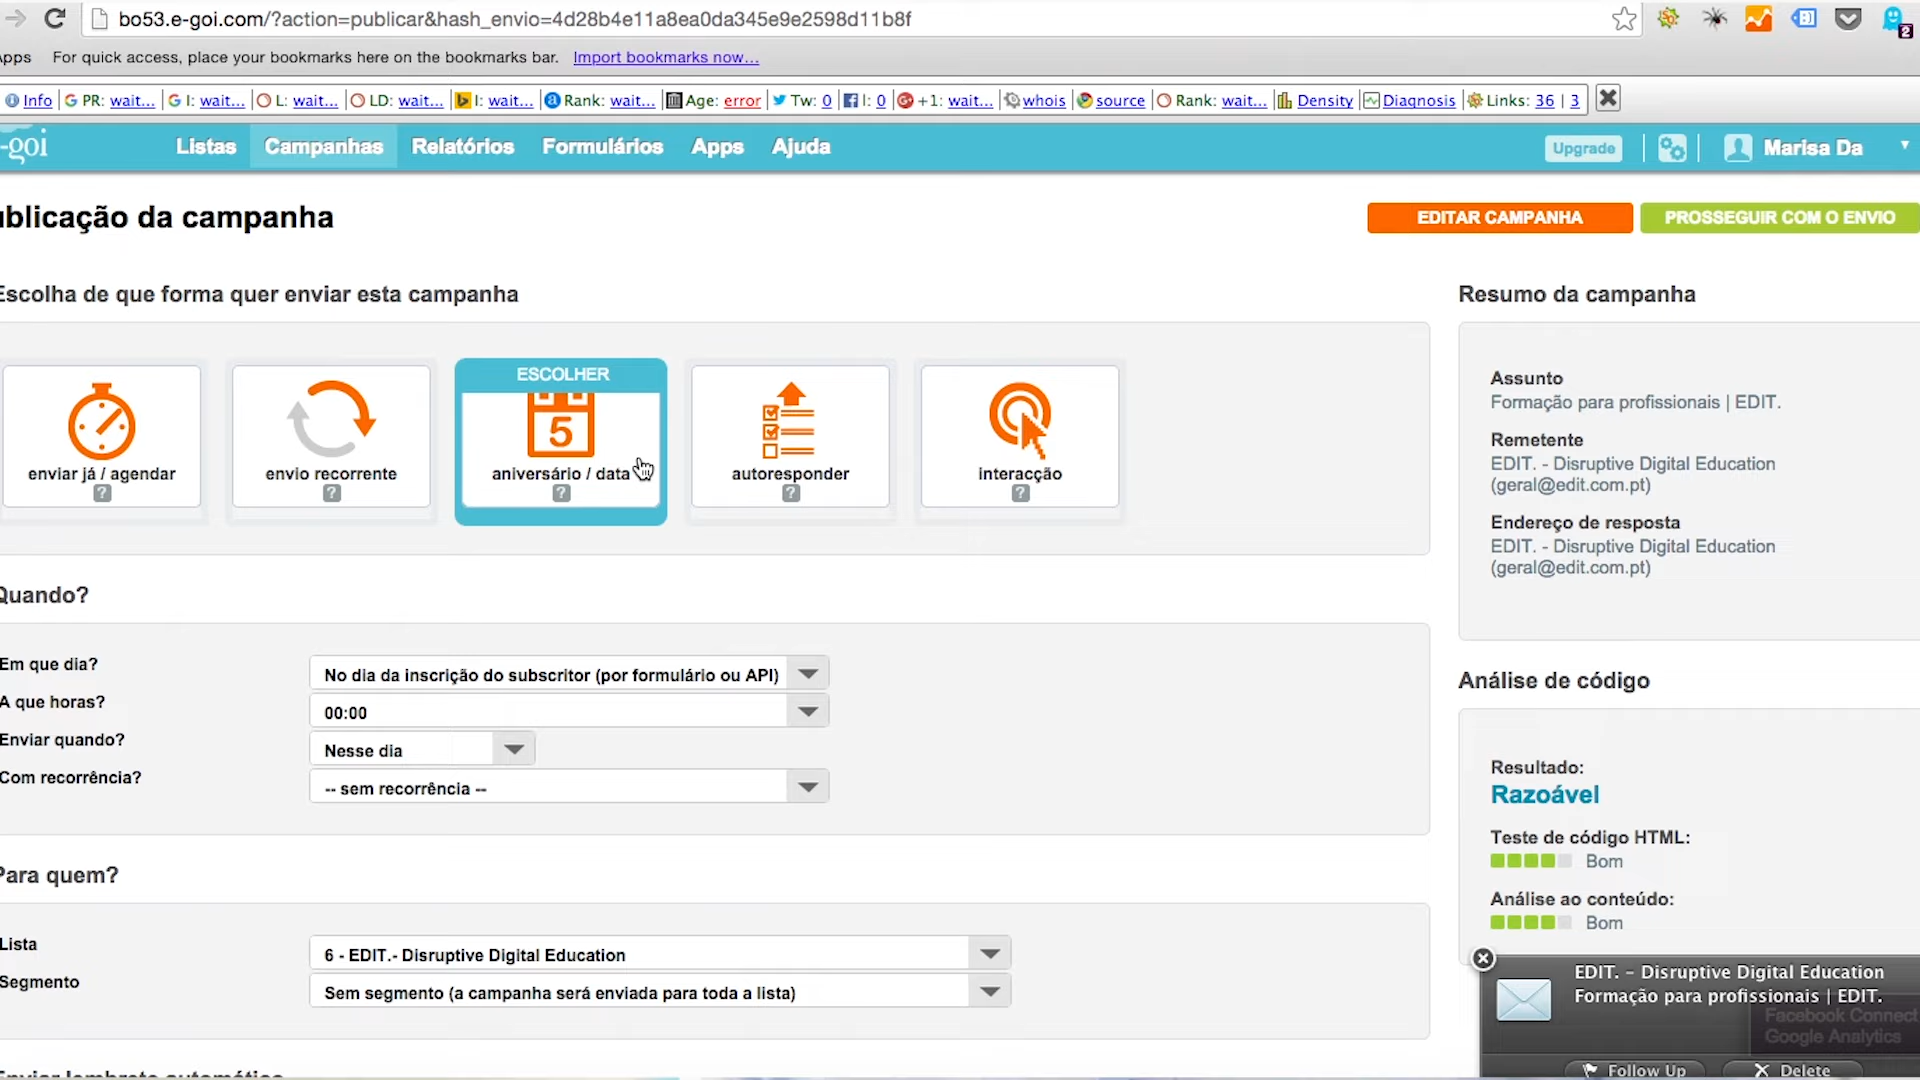 bo53.e-goi.com/?action=publicar&hash_envio=4d28b4e11a8ea0da345e9e2598d11b8f
pps For quick access, place your bookmarks here on the bookmarks bar. Import bookmarks now...
Info PR: wait... I: wait... L: wait... LD: wait... I: wait... Rank: wait... Age: error Tw: 0 I: 0 +1: wait... whois source Rank: wait... Density Diagnosis Links: 36 | 3
-goi Listas Campanhas Relatórios Formulários Apps Ajuda Upgrade Marisa Da
ublicação da campanha
EDITAR CAMPANHA PROSSEGUIR COM O ENVIO
Escolha de que forma quer enviar esta campanha
ESCOLHER
5
enviar já / agendar envio recorrente aniversário / data autoresponder interacção
? ? ? ? ?
Quando?
Em que dia? No dia da inscrição do subscritor (por formulário ou API)
A que horas? 00:00
Enviar quando? Nesse dia
Com recorrência? -- sem recorrência --
Para quem?
Lista 6 - EDIT.- Disruptive Digital Education
Segmento Sem segmento (a campanha será enviada para toda a lista)
Enviar lembrete automático
Resumo da campanha
Assunto
Formação para profissionais | EDIT.
Remetente
EDIT. - Disruptive Digital Education
(geral@edit.com.pt)
Endereço de resposta
EDIT. - Disruptive Digital Education
(geral@edit.com.pt)
Análise de código
Resultado:
Razoável
Teste de código HTML:
Bom
Análise ao conteúdo:
Bom
EDIT. - Disruptive Digital Education
Formação para profissionais | EDIT.
Facebook Connect
Google Analytics
Follow Up Delete
2